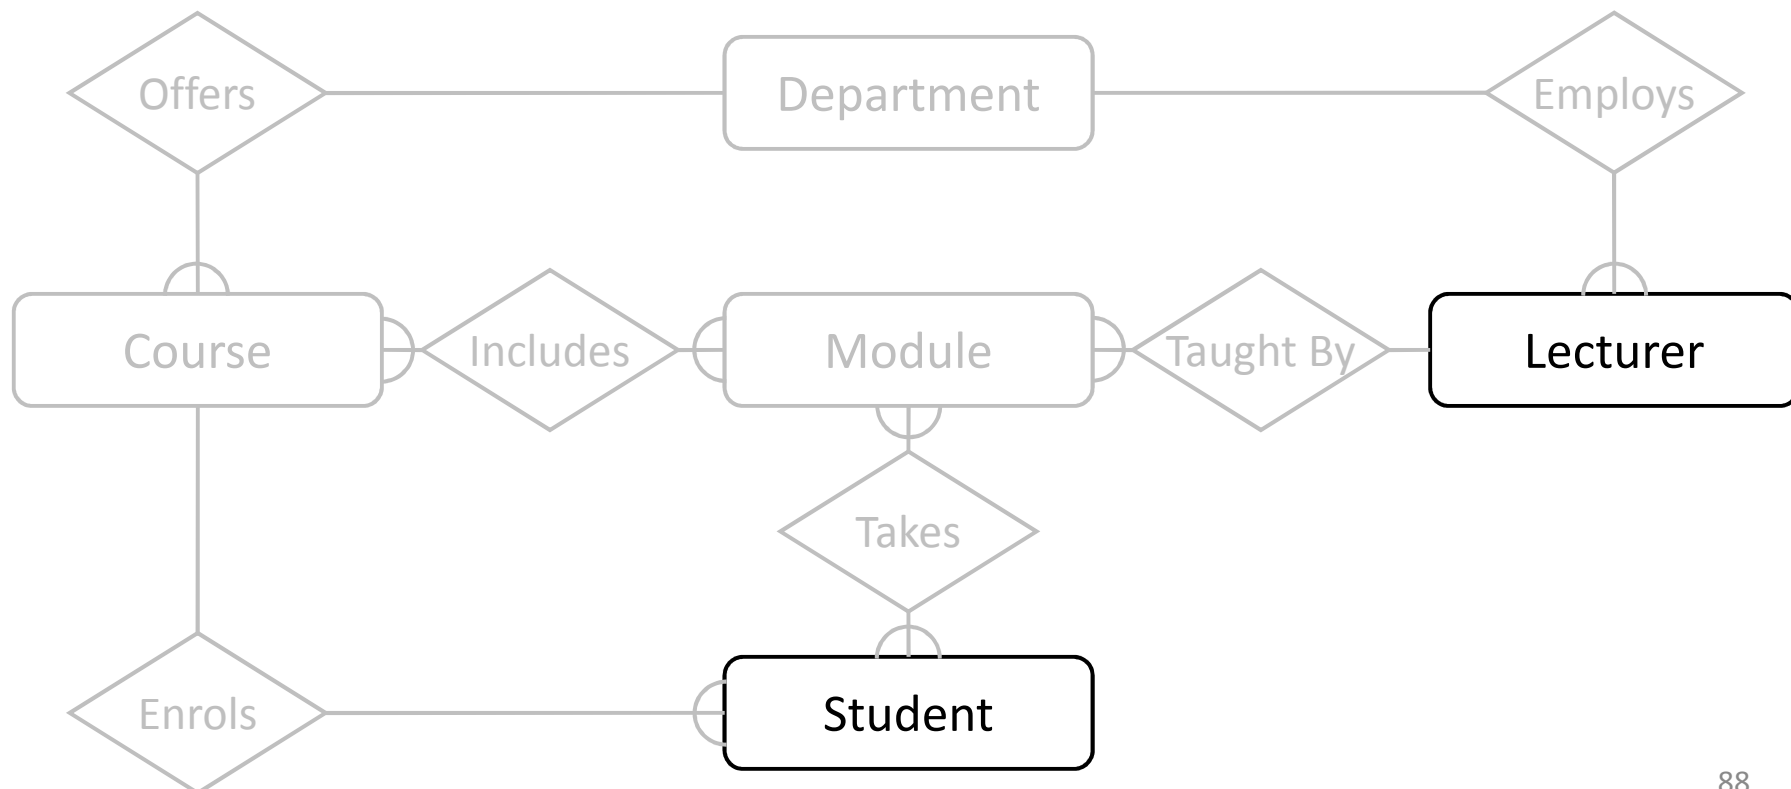 Offers
Department
Employs
Course
Includes
Module
Taught By
Lecturer
Takes
Enrols
Student
88